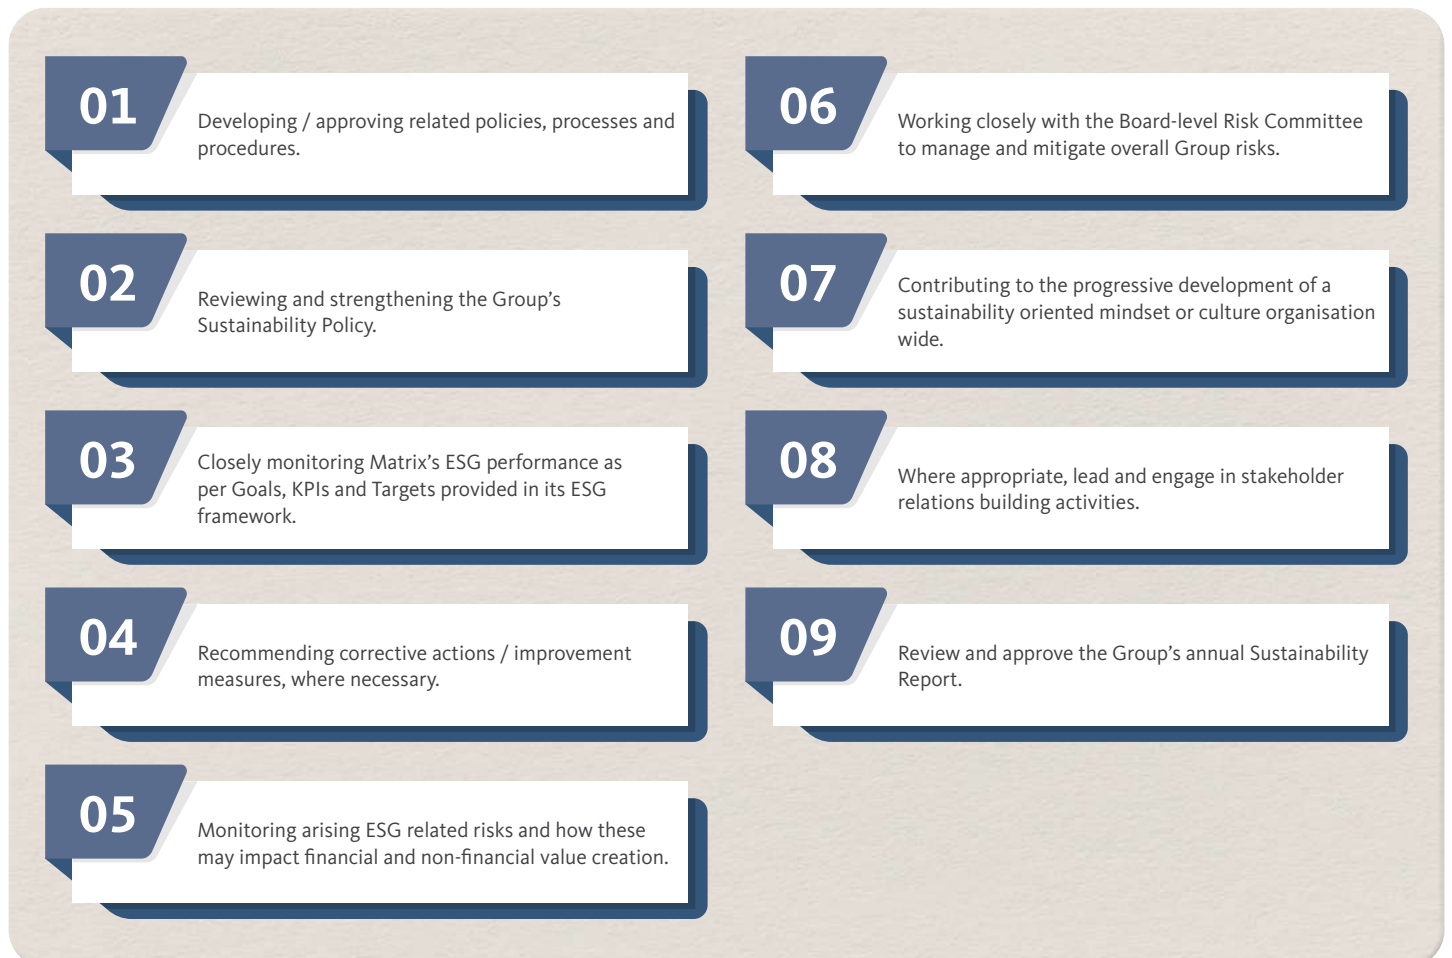 01
Developing / approving related policies, processes and
procedures.
02
Reviewing and strengthening the Group’s
Sustainability Policy.
03
Closely monitoring Matrix’s ESG performance as
per Goals, KPIs and Targets provided in its ESG
framework.
04
Recommending corrective actions / improvement
measures, where necessary.
05
Monitoring arising ESG related risks and how these
may impact financial and non-financial value creation.
06
Working closely with the Board-level Risk Committee
to manage and mitigate overall Group risks.
07
Contributing to the progressive development of a
sustainability oriented mindset or culture organisation
wide.
08
Where appropriate, lead and engage in stakeholder
relations building activities.
09
Review and approve the Group’s annual Sustainability
Report.